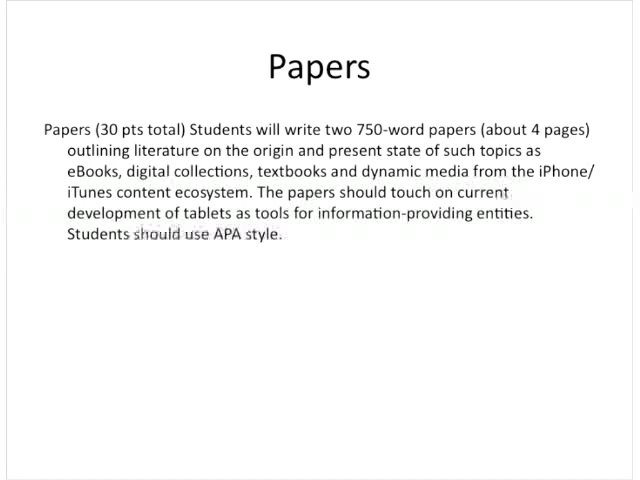 Papers
Papers (30 pts total) Students will write two 750-word papers (about 4 pages)
outlining literature on the origin and present state of such topics as
eBooks, digital collections, textbooks and dynamic media from the iPhone/
iTunes content ecosystem. The papers should touch on current
development of tablets as tools for information-providing entities.
Students should use APA style.